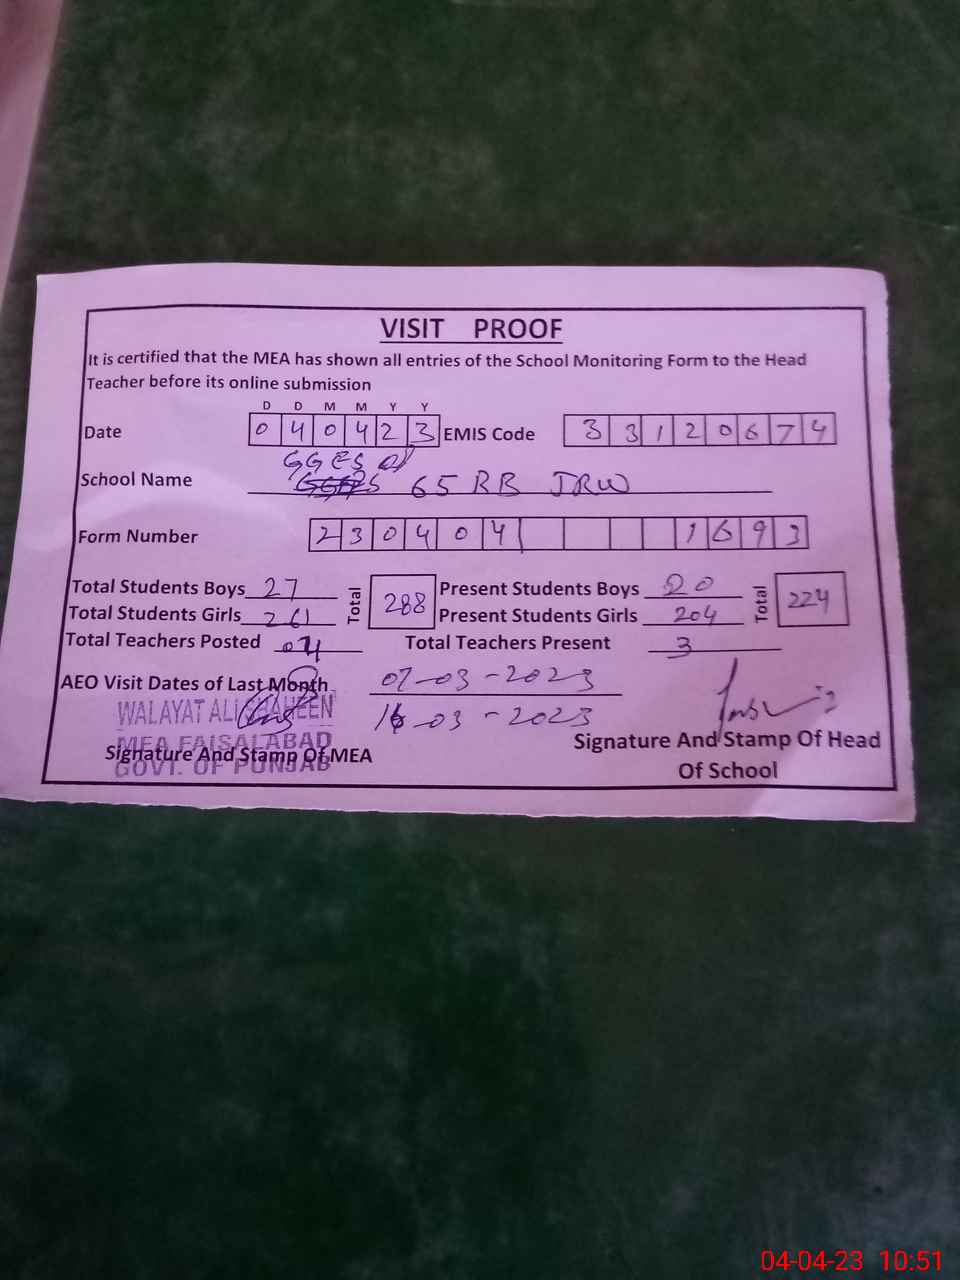 VISIT PROOF
It is certified that the MEA has shown all entries of the School Monitoring Form to the Head
Teacher before its online submission
D D M M Y Y
Date 0 4 0 4 2 3 EMIS Code 3 3 1 2 0 6 7 4
GGES
School Name 65 RB JRW
Form Number 2 3 0 4 0 4 1 6 9 3
Total Students Boys 27 Total 288 Present Students Boys 20 Total 224
Total Students Girls 261 Present Students Girls 204
Total Teachers Posted 04 Total Teachers Present 3
AEO Visit Dates of Last Month 07-03-2023
16-03-2023
WALAYAT ALI SHAHEEN
MEA FAISALABAD
GOVT. OF PUNJAB
Signature And Stamp Of MEA
Signature And Stamp Of Head
Of School
04-04-23 10:51